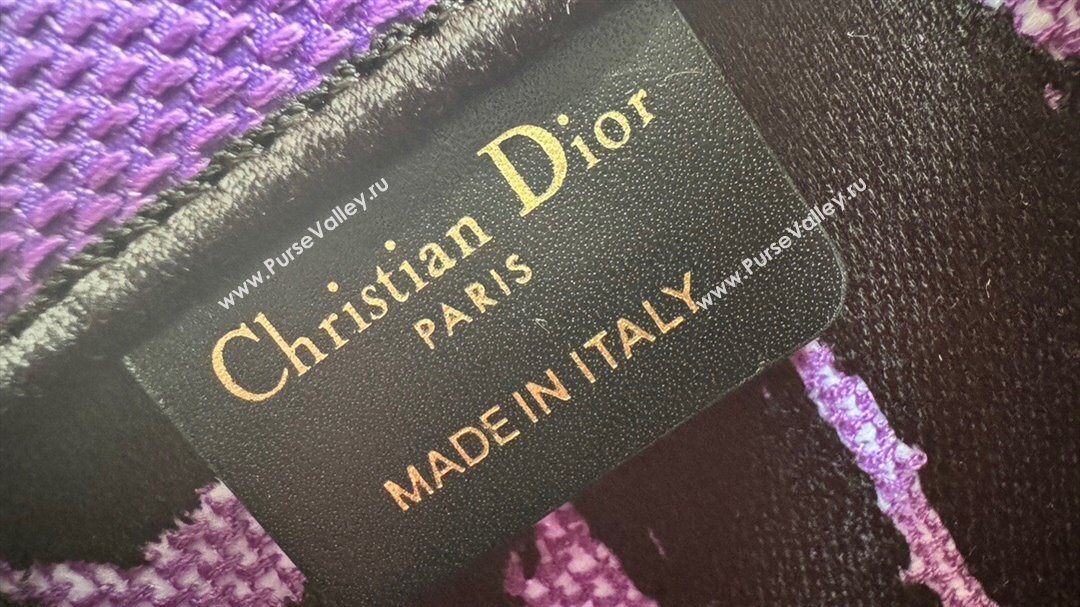 Christian Dior
PARIS
MADE IN ITALY
www.PurseValley.ru
www.PurseValley.ru